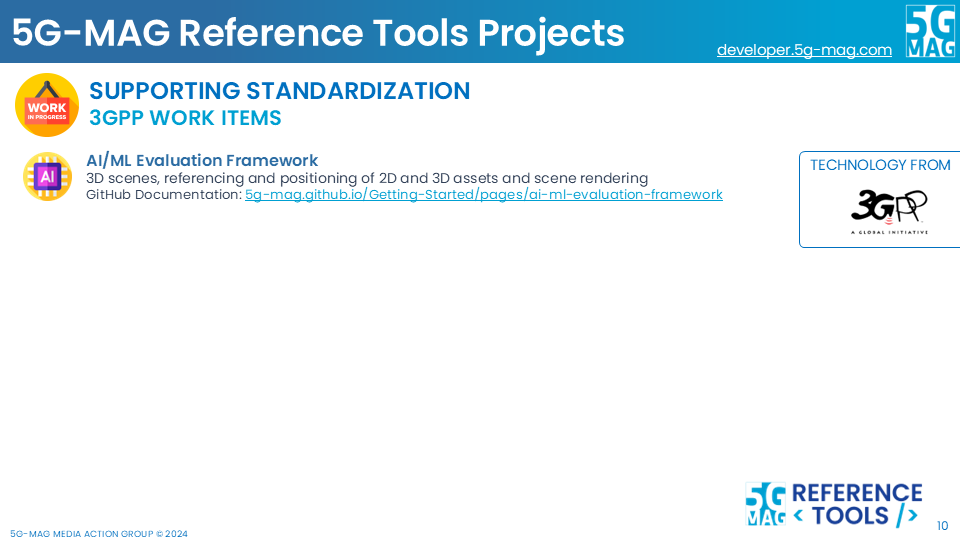 5G-MAG Reference Tools Projects
developer.5g-mag.com
5G
MAG
WORK
IN PROGRESS
SUPPORTING STANDARDIZATION
3GPP WORK ITEMS
AI
AI/ML Evaluation Framework
3D scenes, referencing and positioning of 2D and 3D assets and scene rendering
GitHub Documentation: 5g-mag.github.io/Getting-Started/pages/ai-ml-evaluation-framework
TECHNOLOGY FROM
3GPP
A GLOBAL INITIATIVE
5G
MAG
REFERENCE
< TOOLS />
5G-MAG MEDIA ACTION GROUP © 2024
10